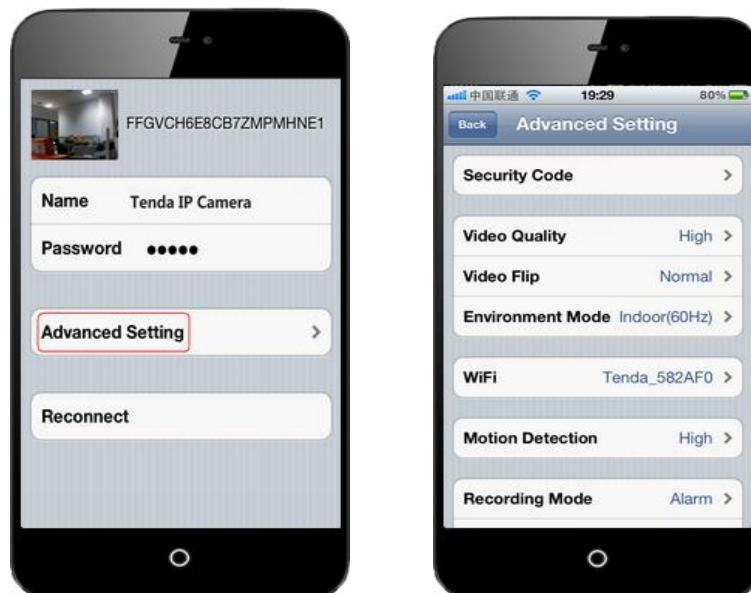 FFGVCH6E8CB7ZMPMHNE1
Name Tenda IP Camera
Password ●●●●●
Advanced Setting
Reconnect
中国联通 19:29 80%
Back Advanced Setting
Security Code
Video Quality High
Video Flip Normal
Environment Mode Indoor(60Hz)
WiFi Tenda_582AF0
Motion Detection High
Recording Mode Alarm